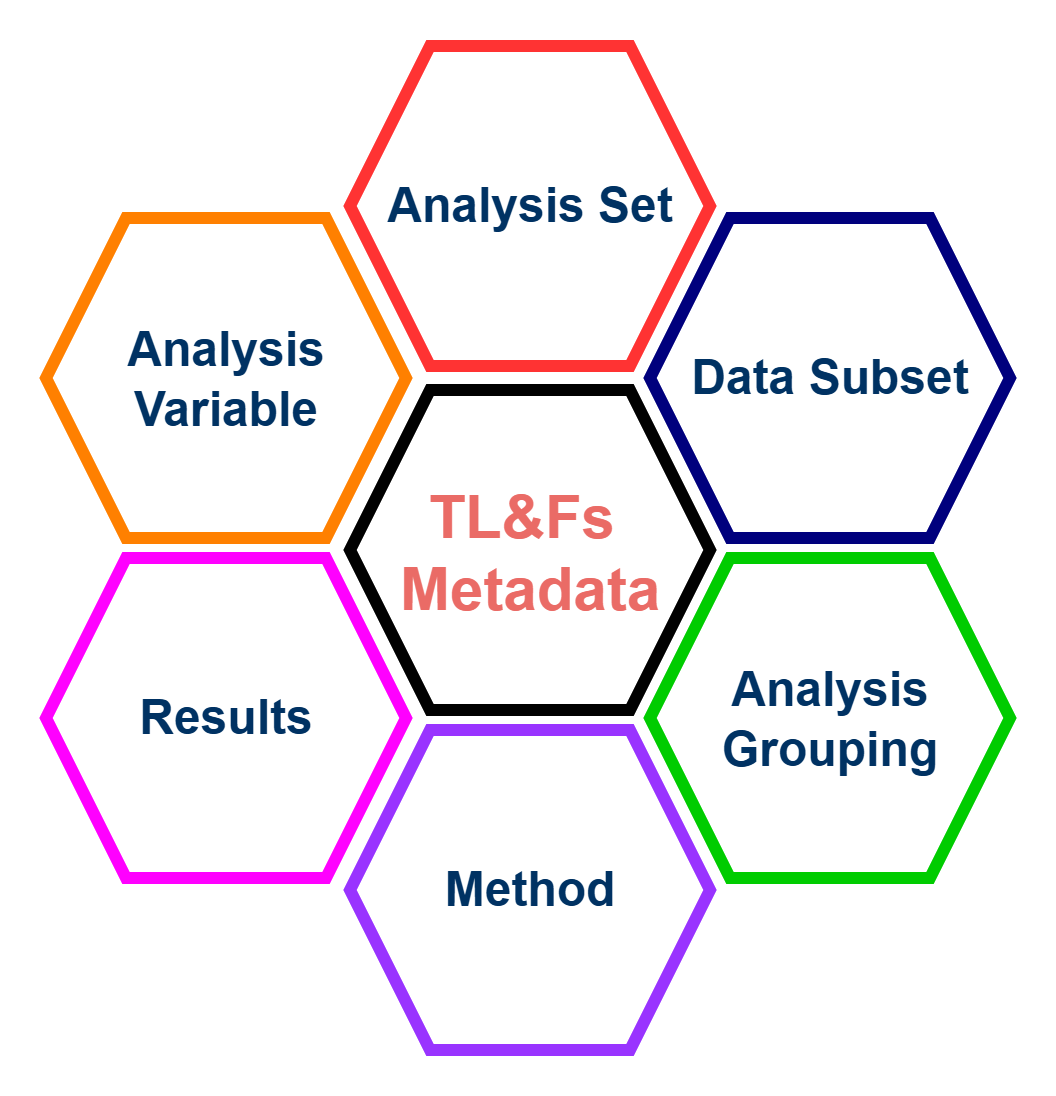 Analysis Set
Analysis
Variable
Data Subset
TL&Fs
Metadata
Results
Analysis
Grouping
Method